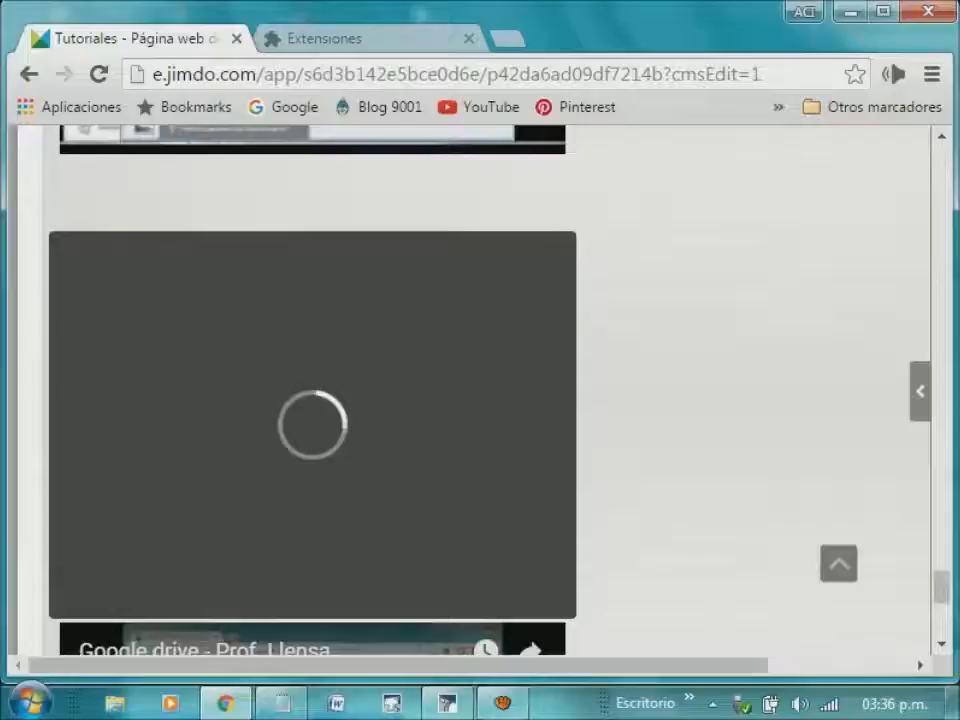 ACI
Tutoriales - Página web d
Extensiones
e.jimdo.com/app/s6d3b142e5bce0d6e/p42da6ad09df7214b?cmsEdit=1
Aplicaciones
Bookmarks
Google
Blog 9001
YouTube
Pinterest
»
Otros marcadores
Google drive - Prof. Llensa
Escritorio
»
03:36 p.m.